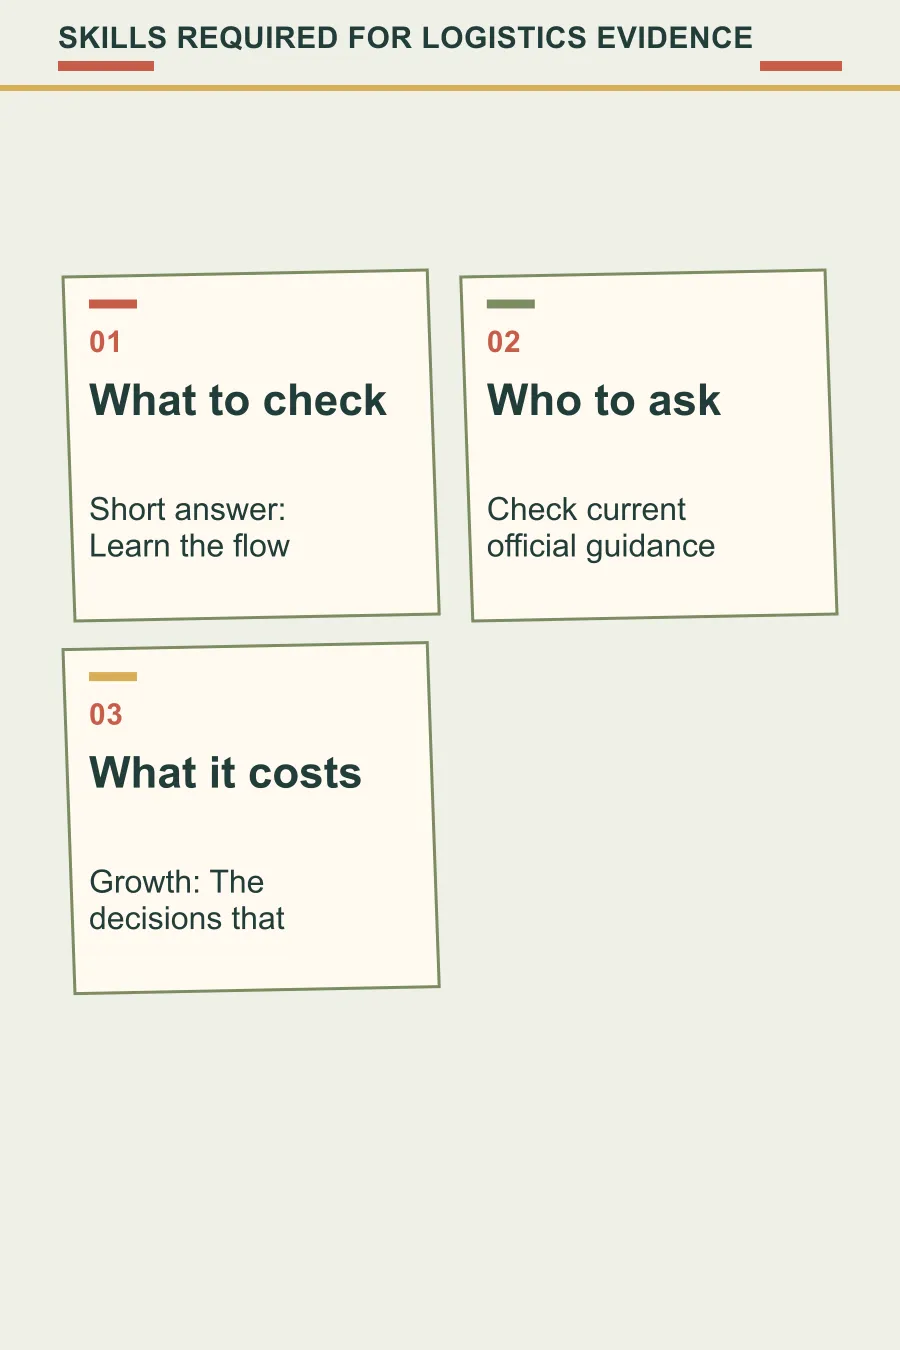 SKILLS REQUIRED FOR LOGISTICS EVIDENCE
01
What to check
Short answer:
Learn the flow
02
Who to ask
Check current
official guidance
03
What it costs
Growth: The
decisions that